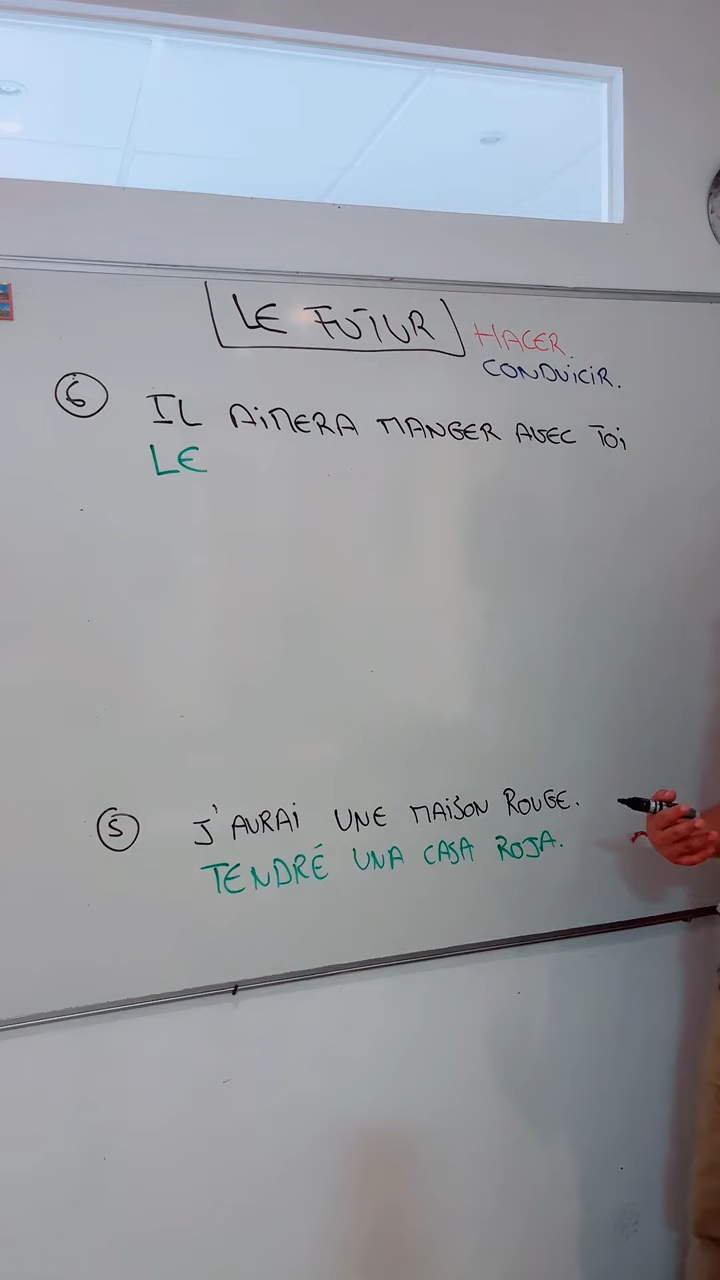 LE FUTUR
HACER.
CONDUICIR.
6 IL AIMERA MANGER AVEC TOI
LE
5 J'AURAI UNE MAISON ROUGE.
TENDRÉ UNA CASA ROJA.